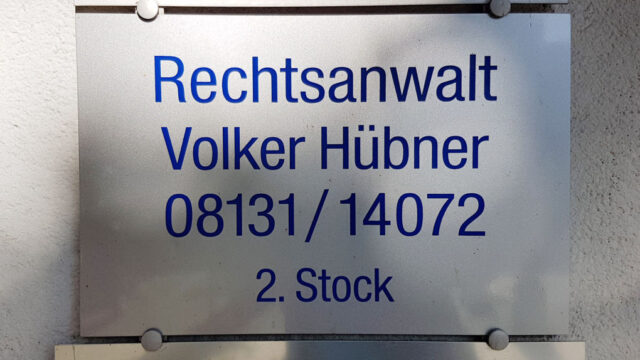 Rechtsanwalt
Volker Hübner
08131/14072
2. Stock